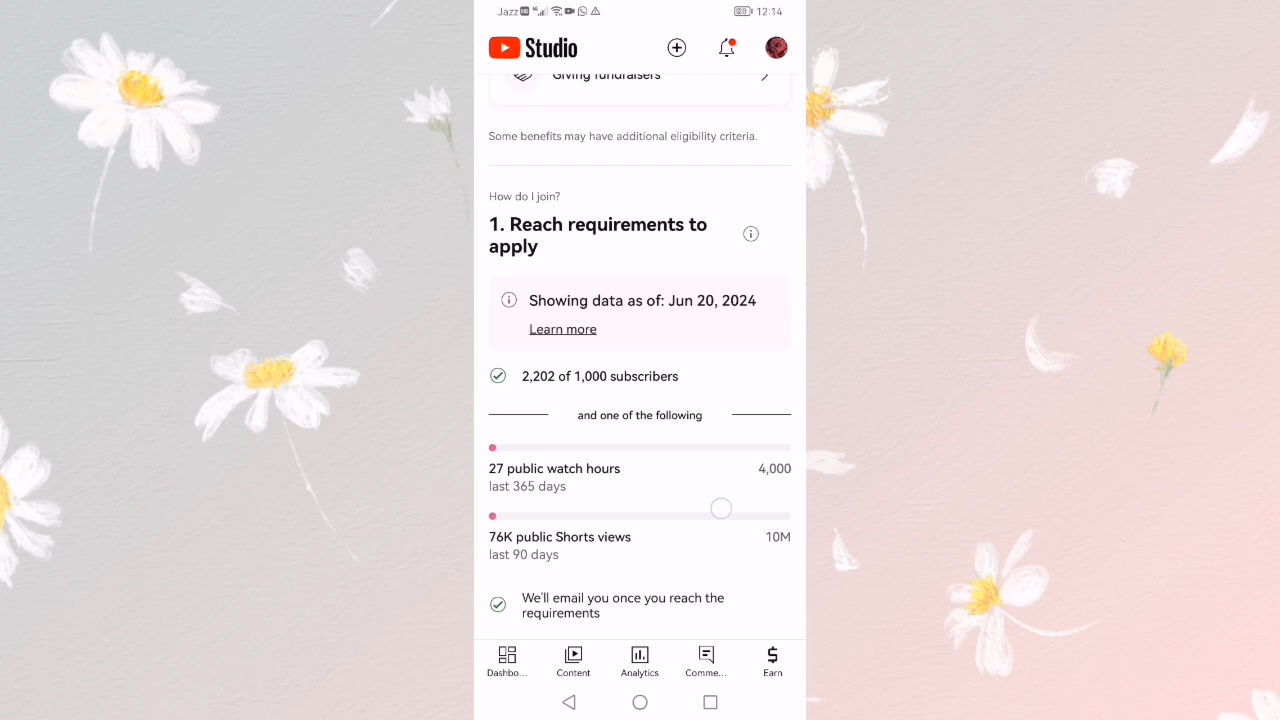 Jazz HD 4G 28 12:14
Studio
Giving fundraisers
Some benefits may have additional eligibility criteria.
How do I join?
1. Reach requirements to
apply
Showing data as of: Jun 20, 2024
Learn more
2,202 of 1,000 subscribers
and one of the following
27 public watch hours 4,000
last 365 days
76K public Shorts views 10M
last 90 days
We'll email you once you reach the
requirements
Dashbo... Content Analytics Comme... Earn